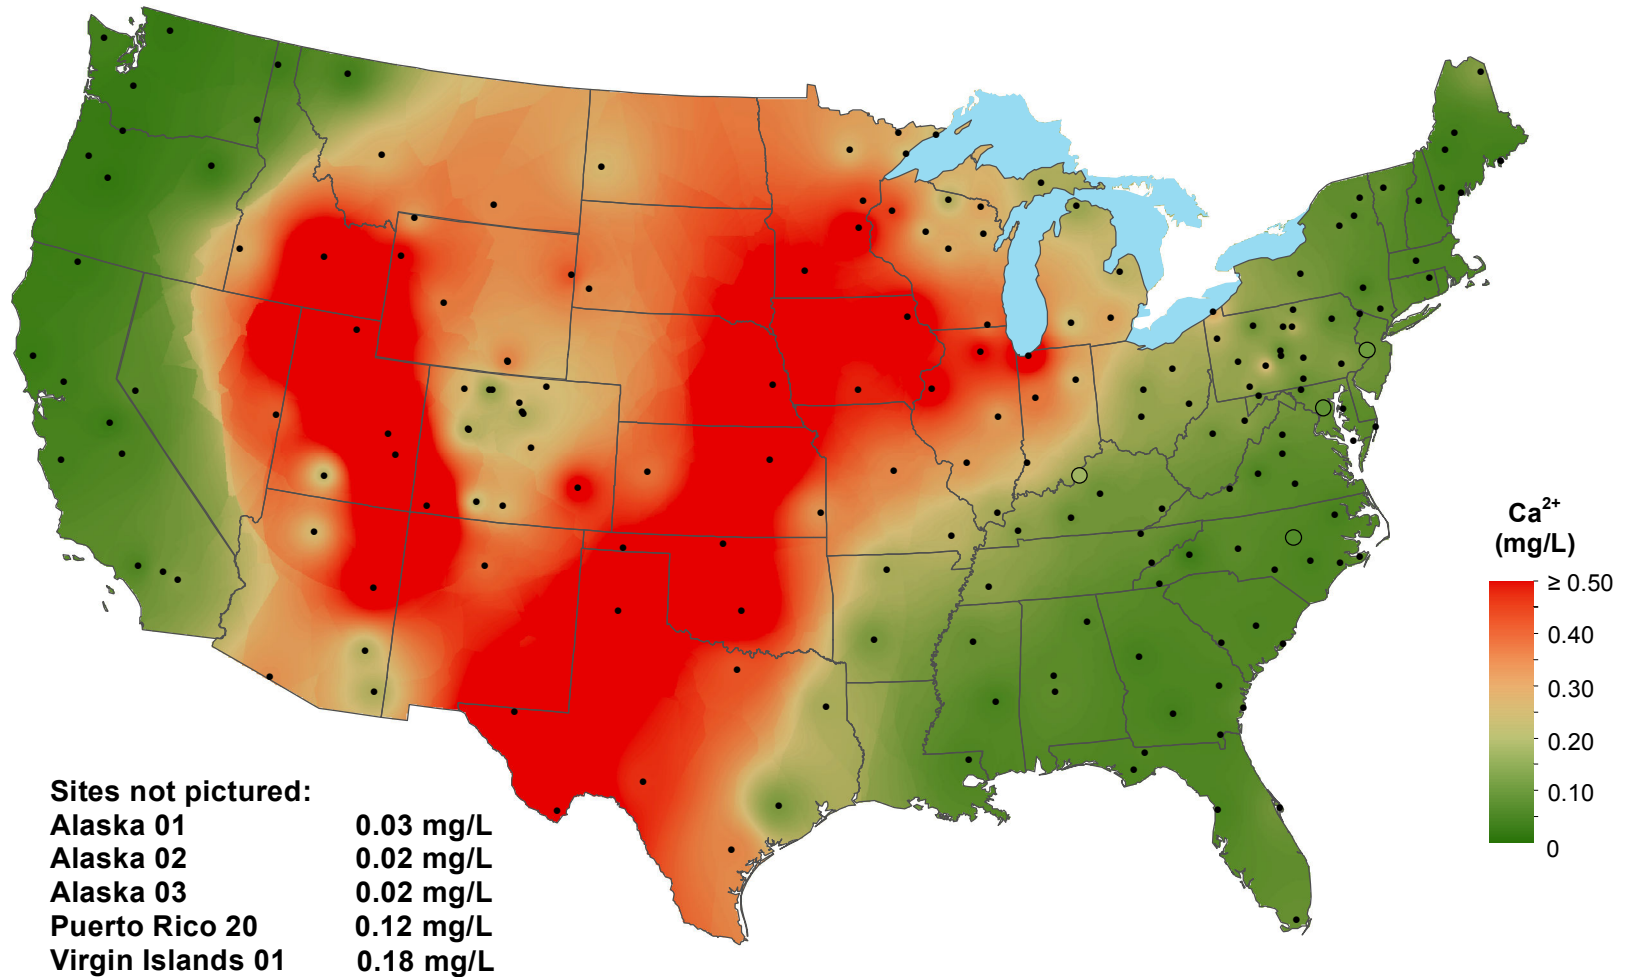 Ca²⁺
(mg/L)
≥ 0.50
0.40
0.30
0.20
0.10
0
Sites not pictured:
Alaska 01 0.03 mg/L
Alaska 02 0.02 mg/L
Alaska 03 0.02 mg/L
Puerto Rico 20 0.12 mg/L
Virgin Islands 01 0.18 mg/L